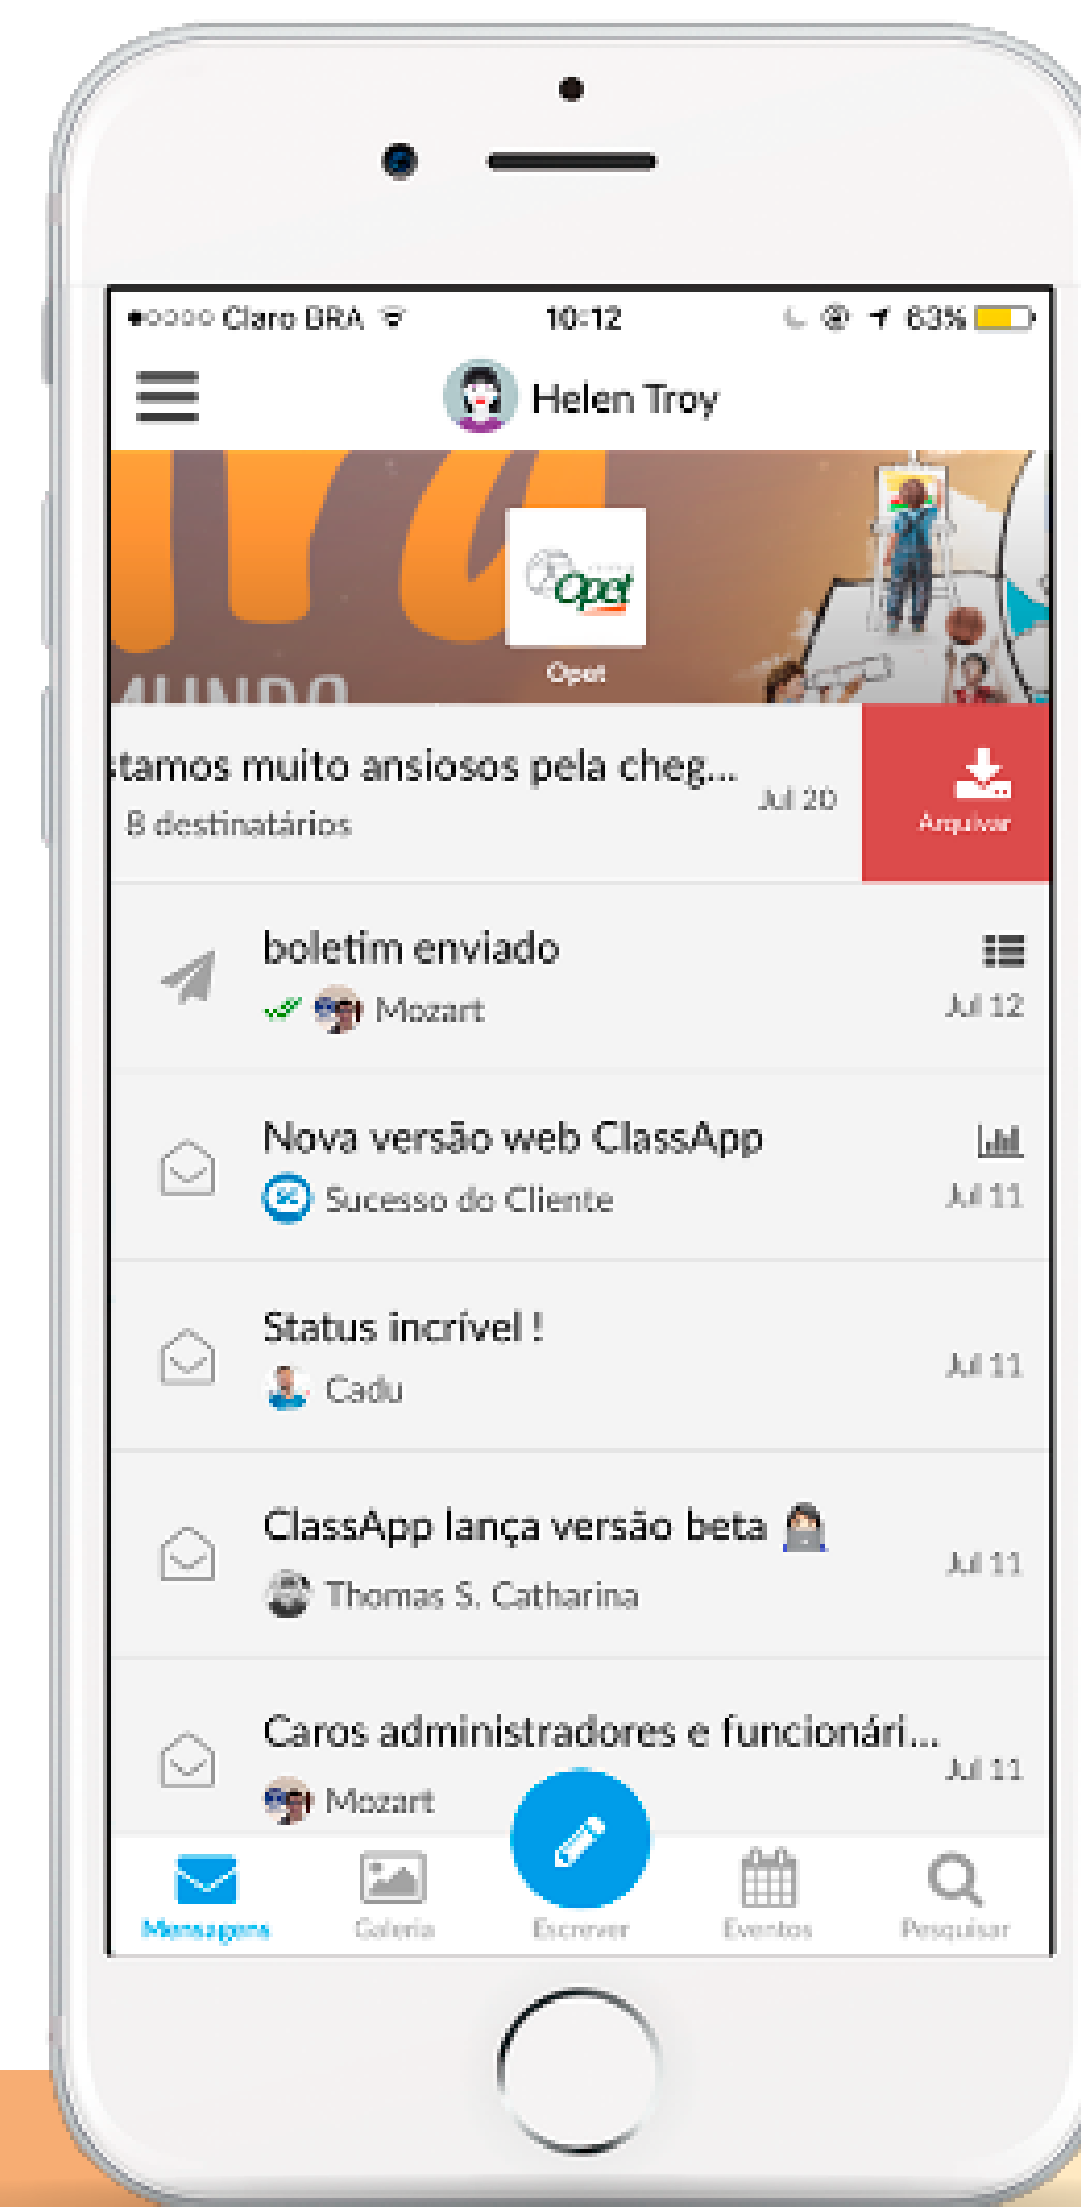 Claro BRA
10:12
63%
Helen Troy
MUNDO
Opet
Opet
stamos muito ansiosos pela cheg...
Jul 20
8 destinatários
Arquivar
boletim enviado
Mozart
Jul 12
Nova versão web ClassApp
Sucesso do Cliente
Jul 11
Status incrível !
Cadu
Jul 11
ClassApp lança versão beta
Thomas S. Catharina
Jul 11
Caros administradores e funcionári...
Mozart
Jul 11
Mensagens
Galeria
Escrever
Eventos
Pesquisar